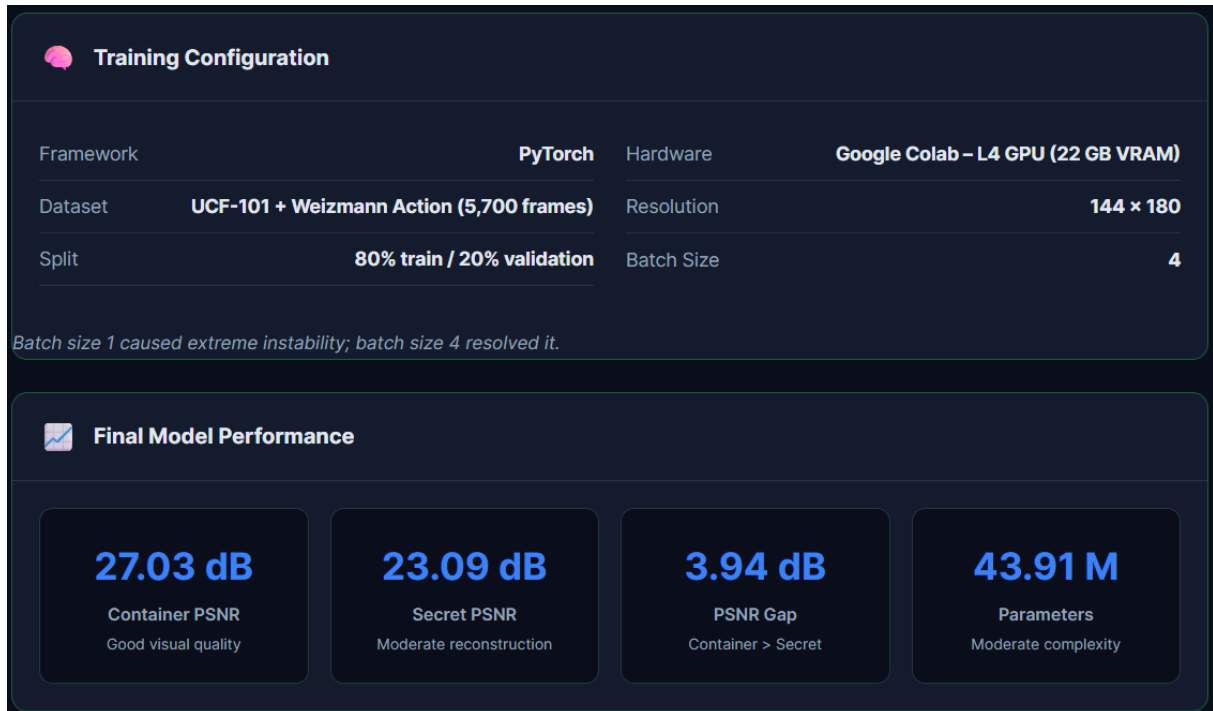 Training Configuration
Framework PyTorch
Hardware Google Colab – L4 GPU (22 GB VRAM)
Dataset UCF-101 + Weizmann Action (5,700 frames)
Resolution 144 × 180
Split 80% train / 20% validation
Batch Size 4
Batch size 1 caused extreme instability; batch size 4 resolved it.
Final Model Performance
27.03 dB
Container PSNR
Good visual quality
23.09 dB
Secret PSNR
Moderate reconstruction
3.94 dB
PSNR Gap
Container > Secret
43.91 M
Parameters
Moderate complexity